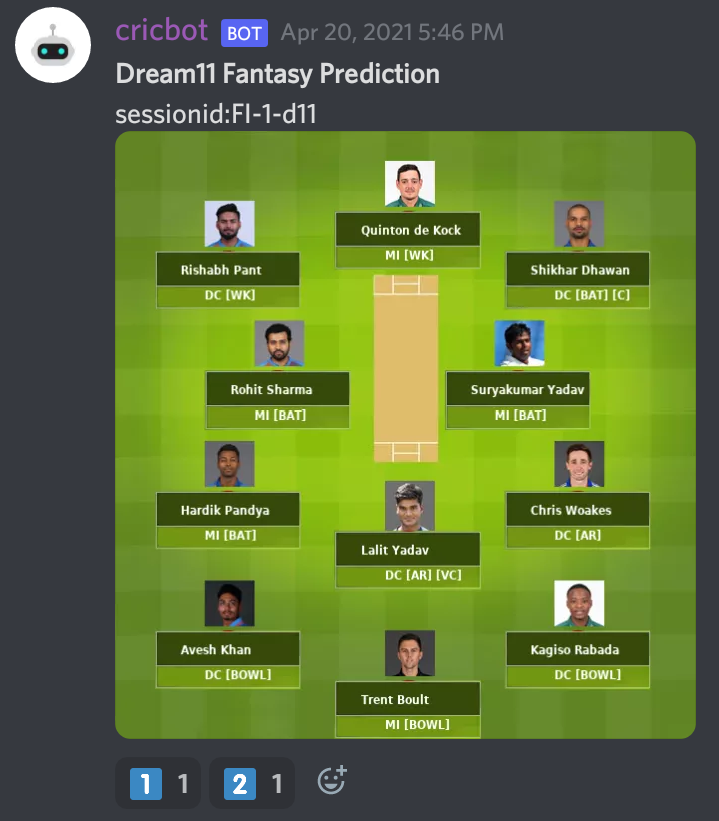 cricbot BOT Apr 20, 2021 5:46 PM
Dream11 Fantasy Prediction
sessionid:FI-1-d11
Quinton de Kock
MI [WK]
Rishabh Pant
DC [WK]
Shikhar Dhawan
DC [BAT] [C]
Rohit Sharma
MI [BAT]
Suryakumar Yadav
MI [BAT]
Hardik Pandya
MI [BAT]
Chris Woakes
DC [AR]
Lalit Yadav
DC [AR] [VC]
Avesh Khan
DC [BOWL]
Kagiso Rabada
DC [BOWL]
Trent Boult
MI [BOWL]
1 1 2 1